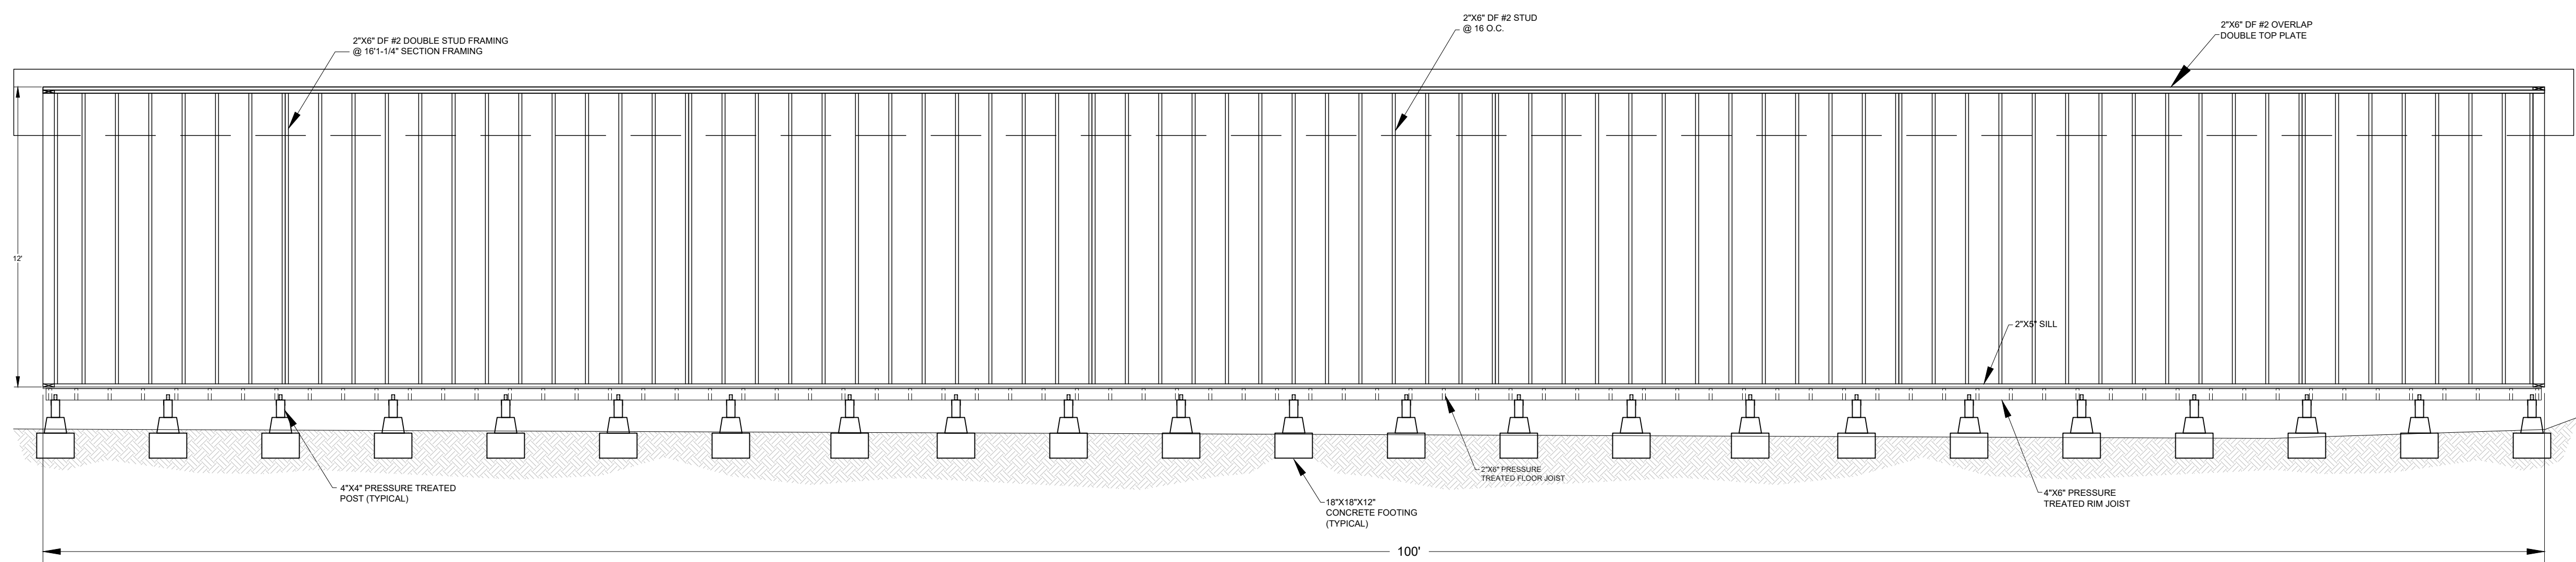 2"X6" DF #2 DOUBLE STUD FRAMING
@ 16'1-1/4" SECTION FRAMING
2"X6" DF #2 STUD
@ 16 O.C.
2"X6" DF #2 OVERLAP
DOUBLE TOP PLATE
12'
2"X5" SILL
4"X4" PRESSURE TREATED
POST (TYPICAL)
18"X18"X12"
CONCRETE FOOTING
(TYPICAL)
2"X6" PRESSURE
TREATED FLOOR JOIST
4"X6" PRESSURE
TREATED RIM JOIST
100'